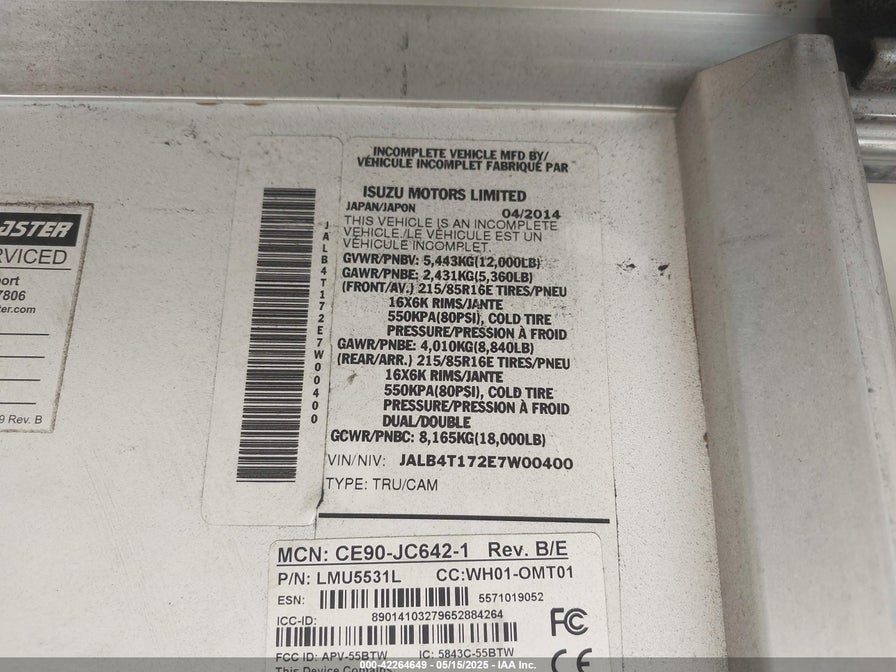 INCOMPLETE VEHICLE MFD BY/
VÉHICULE INCOMPLET FABRIQUÉ PAR
ISUZU MOTORS LIMITED
JAPAN/JAPON 04/2014
THIS VEHICLE IS AN INCOMPLETE
VEHICLE./LE VÉHICULE EST UN
VÉHICULE INCOMPLET.
GVWR/PNBV: 5,443KG(12,000LB)
GAWR/PNBE: 2,431KG(5,360LB)
(FRONT/AV.) 215/85R16E TIRES/PNEU
16X6K RIMS/JANTE
550KPA(80PSI), COLD TIRE
PRESSURE/PRESSION À FROID
GAWR/PNBE: 4,010KG(8,840LB)
(REAR/ARR.) 215/85R16E TIRES/PNEU
16X6K RIMS/JANTE
550KPA(80PSI), COLD TIRE
PRESSURE/PRESSION À FROID
DUAL/DOUBLE
GCWR/PNBC: 8,165KG(18,000LB)
VIN/NIV: JALB4T172E7W00400
TYPE: TRU/CAM
JALB4T172E7W00400
JSTER
RVICED
port
7806
ter.com
9 Rev. B
MCN: CE90-JC642-1 Rev. B/E
P/N: LMU5531L CC:WH01-OMT01
ESN: 5571019052
ICC-ID: 89014103279652884264
FCC ID: APV-55BTW IC: 5843C-55BTW
This Device Contains
FC
CE
000-42264649 - 05/15/2025 - IAA Inc.